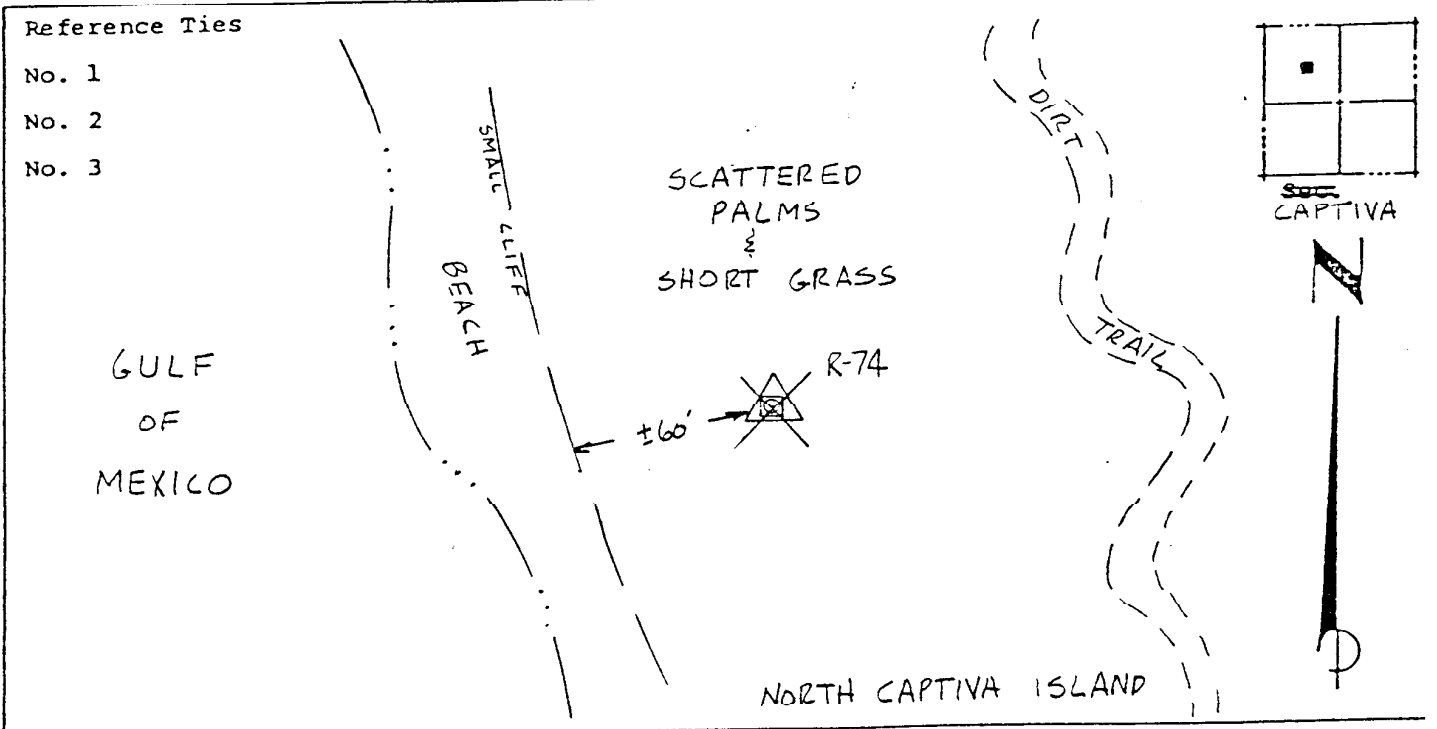 Reference Ties
No. 1
No. 2
No. 3
SMALL CLIFF
BEACH
SCATTERED
PALMS
&
SHORT GRASS
DIRT
TRAIL
GULF
OF
MEXICO
±60'
R-74
NORTH CAPTIVA ISLAND
CAPTIVA
N